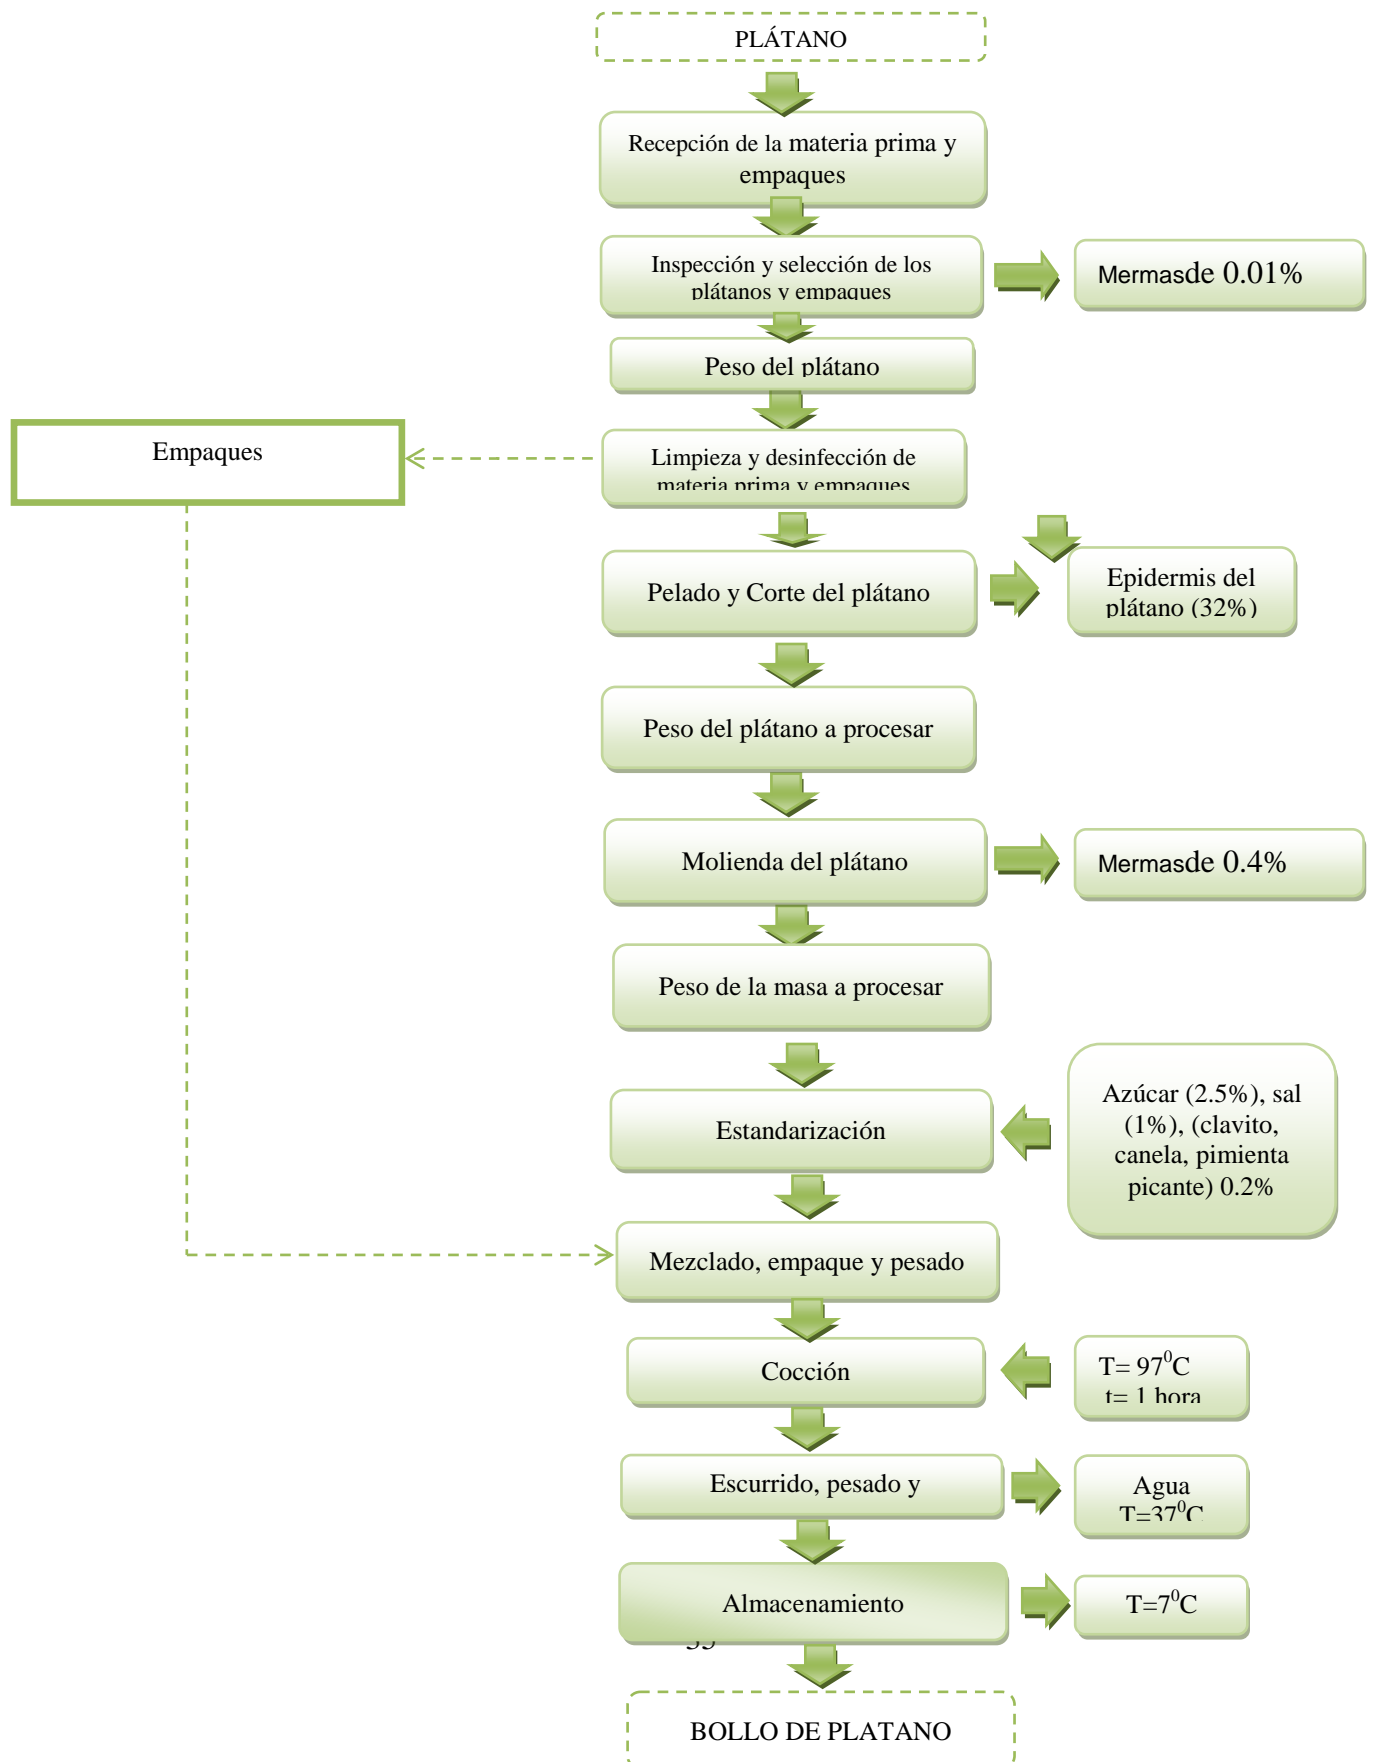 PLÁTANO
Recepción de la materia prima y
empaques
Inspección y selección de los
plátanos y empaques
Mermasde 0.01%
Peso del plátano
Empaques
Limpieza y desinfección de
materia prima y empaques
Pelado y Corte del plátano
Epidermis del
plátano (32%)
Peso del plátano a procesar
Molienda del plátano
Mermasde 0.4%
Peso de la masa a procesar
Estandarización
Azúcar (2.5%), sal
(1%), (clavito,
canela, pimienta
picante) 0.2%
Mezclado, empaque y pesado
Cocción
T= 97⁰C
t= 1 hora
Escurrido, pesado y
Agua
T=37⁰C
Almacenamiento
T=7⁰C
BOLLO DE PLATANO